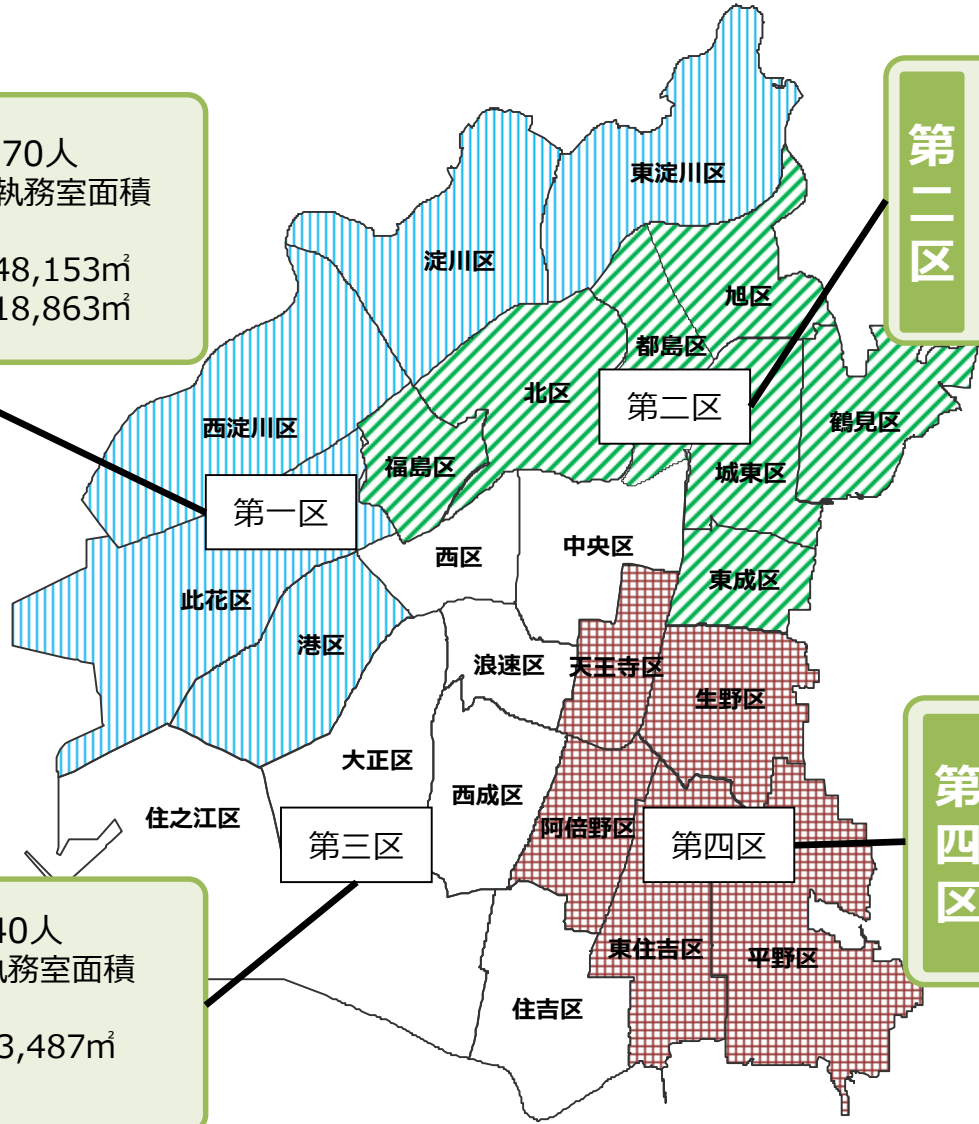 70人
執務室面積
48,153㎡
18,863㎡
第二区
東淀川区
淀川区
旭区
都島区
北区
第二区
鶴見区
西淀川区
福島区
城東区
第一区
中央区
西区
東成区
此花区
港区
浪速区
天王寺区
生野区
大正区
西成区
住之江区
阿倍野区
第三区
第四区
第四区
40人
執務室面積
3,487㎡
東住吉区
平野区
住吉区